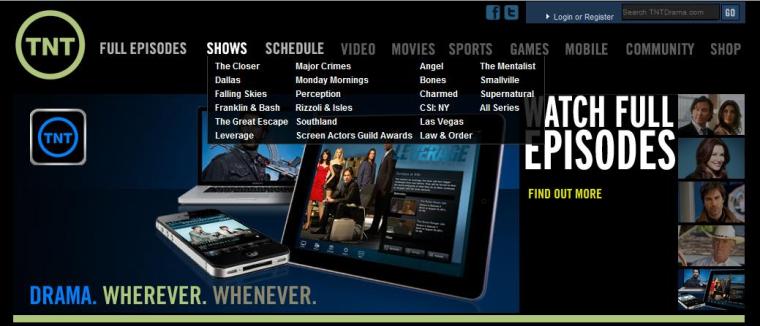 Login or Register
Search TNTDrama.com
GO
TNT
FULL EPISODES
SHOWS
SCHEDULE
VIDEO
MOVIES
SPORTS
GAMES
MOBILE
COMMUNITY
SHOP
The Closer
Dallas
Falling Skies
Franklin & Bash
The Great Escape
Leverage
Major Crimes
Monday Mornings
Perception
Rizzoli & Isles
Southland
Screen Actors Guild Awards
Angel
Bones
Charmed
CSI: NY
Las Vegas
Law & Order
The Mentalist
Smallville
Supernatural
All Series
TNT
LEVERAGE
WATCH FULL
EPISODES
FIND OUT MORE
DRAMA. WHEREVER. WHENEVER.